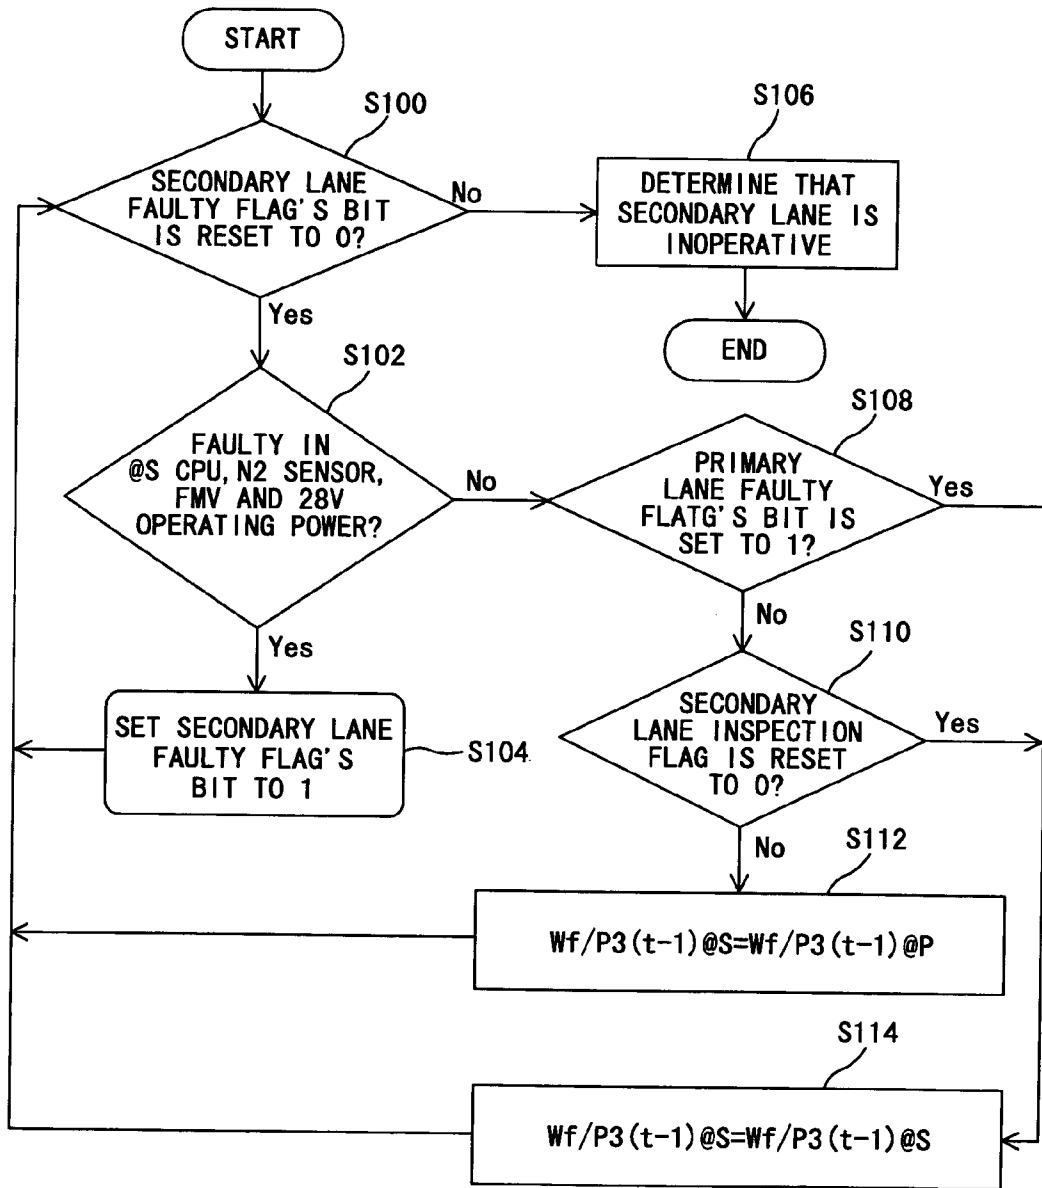 START
S100
SECONDARY LANE
FAULTY FLAG'S BIT
IS RESET TO 0?
No
Yes
S106
DETERMINE THAT
SECONDARY LANE IS
INOPERATIVE
END
S102
FAULTY IN
@S CPU, N2 SENSOR,
FMV AND 28V
OPERATING POWER?
No
Yes
S108
PRIMARY
LANE FAULTY
FLATG'S BIT IS
SET TO 1?
Yes
No
SET SECONDARY LANE
FAULTY FLAG'S
BIT TO 1
S104
S110
SECONDARY
LANE INSPECTION
FLAG IS RESET
TO 0?
Yes
No
S112
Wf/P3(t-1)@S=Wf/P3(t-1)@P
S114
Wf/P3(t-1)@S=Wf/P3(t-1)@S